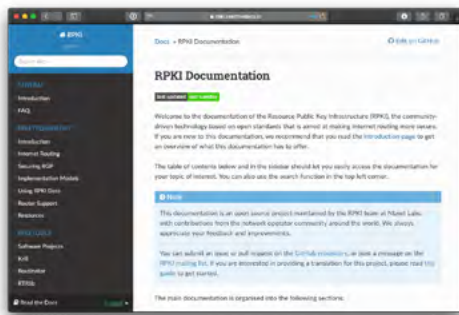 RPKI
Docs » RPKI Documentation
Edit on GitHub
RPKI Documentation
Welcome to the documentation of the Resource Public Key Infrastructure (RPKI), the community-
driven technology based on open standards that is aimed at making Internet routing more secure.
If you are new to this documentation, we recommend that you read the introduction page to get
an overview of what this documentation has to offer.
The table of contents below and in the sidebar should let you easily access the documentation for
your topic of interest. You can also use the search function in the top left corner.
Note
This documentation is an open source project maintained by the RPKI team at NLnet Labs,
with contributions from the network operator community around the world. We always
appreciate your feedback and improvements.
You can submit an issue or pull request on the GitHub repository, or post a message on the
RPKI mailing list. If you are interested in providing a translation for this project, please read this
guide to get started.
The main documentation is organised into the following sections:
Introduction
FAQ
Introduction
Internet Routing
Securing BGP
Implementation Models
Using RPKI Data
Router Support
Resources
Software Projects
Krill
Routinator
Read the Docs